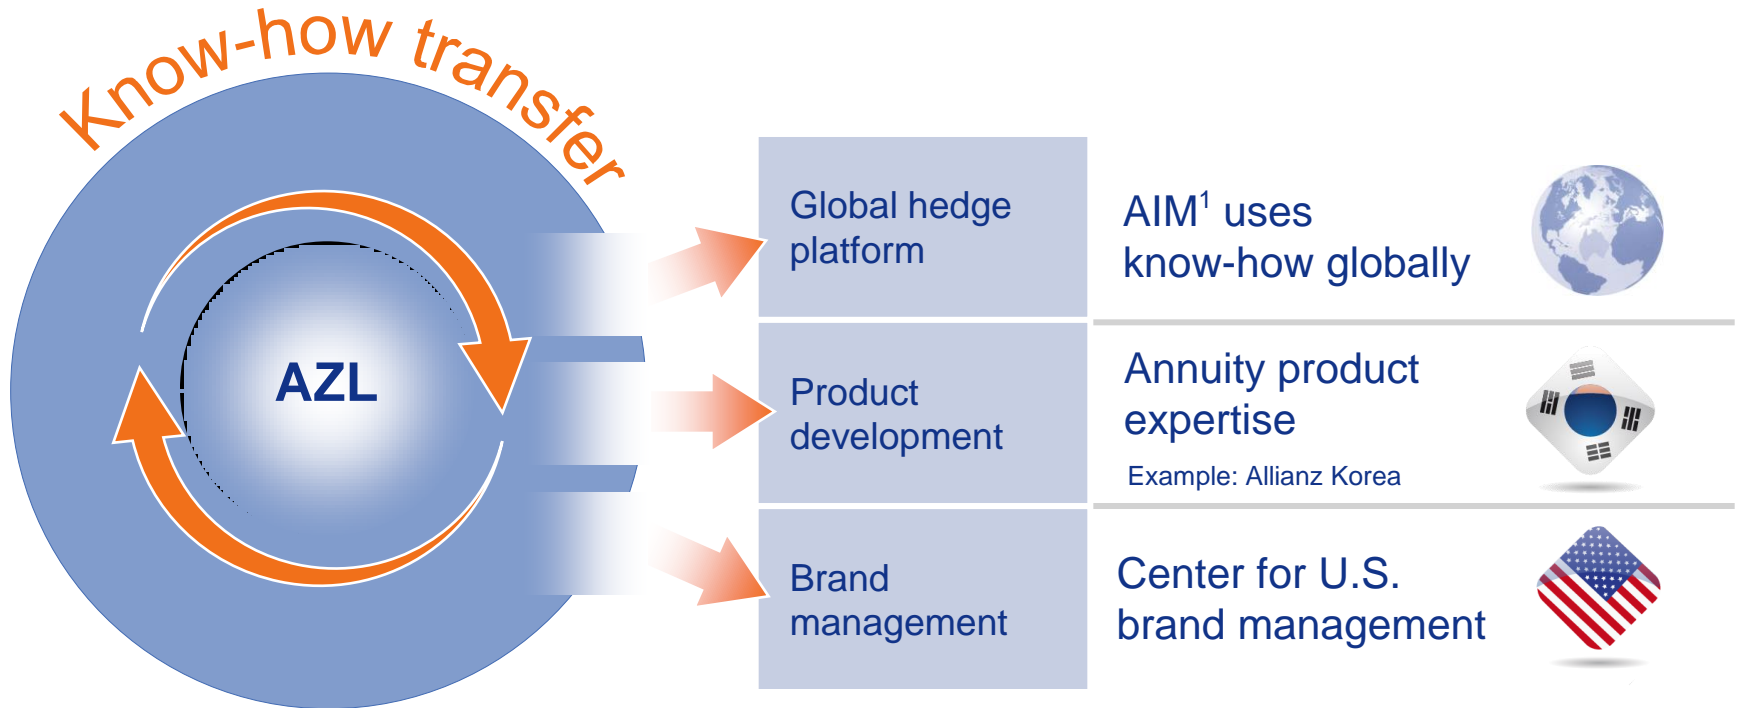 Know-how transfer
AZL
Global hedge
platform
AIM¹ uses
know-how globally
Product
development
Annuity product
expertise
Example: Allianz Korea
Brand
management
Center for U.S.
brand management